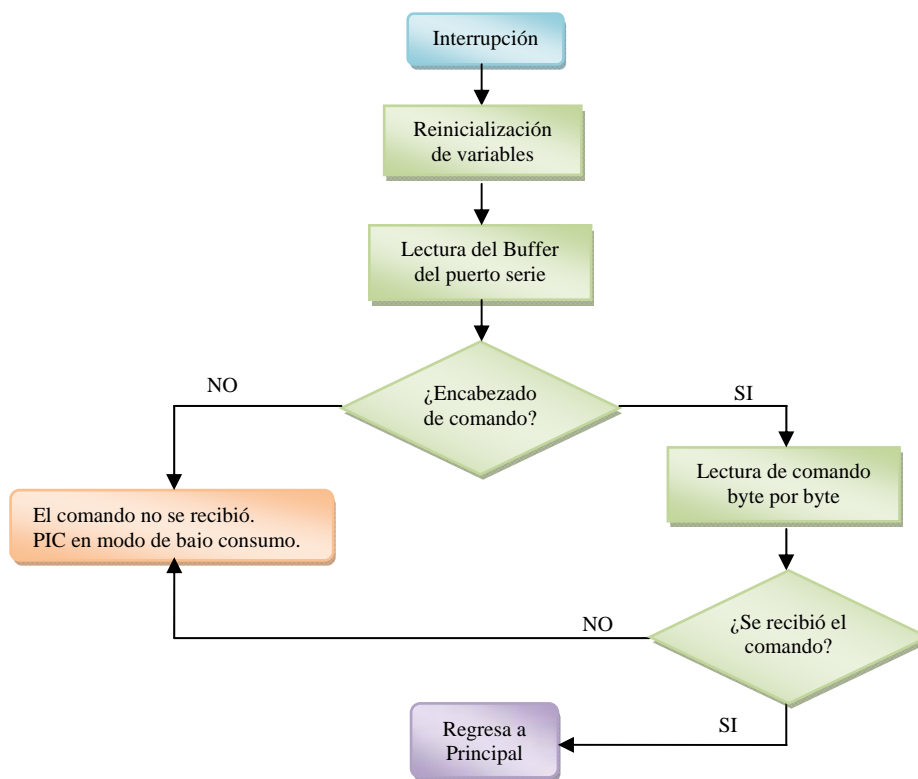 Interrupción
Reinicialización
de variables
Lectura del Buffer
del puerto serie
¿Encabezado
de comando?
NO
SI
Lectura de comando
byte por byte
El comando no se recibió.
PIC en modo de bajo consumo.
¿Se recibió el
comando?
NO
SI
Regresa a
Principal